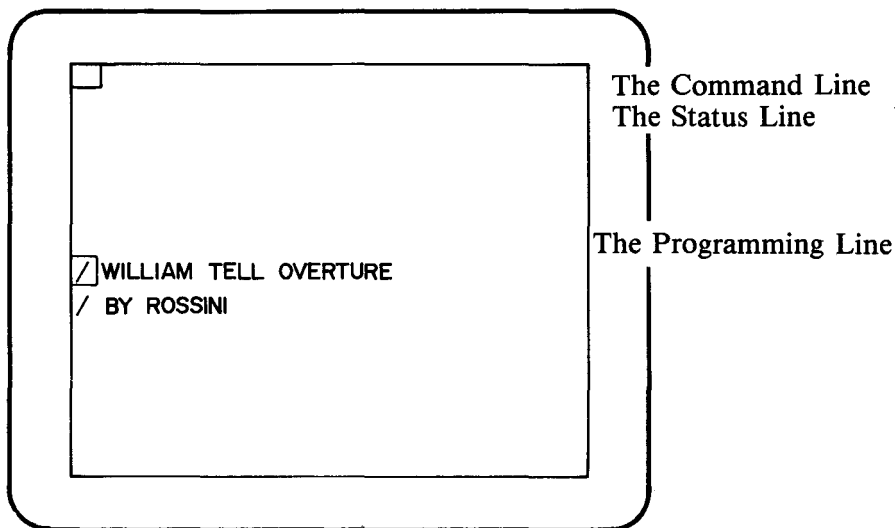 The Command Line
The Status Line
The Programming Line
/ WILLIAM TELL OVERTURE
/ BY ROSSINI